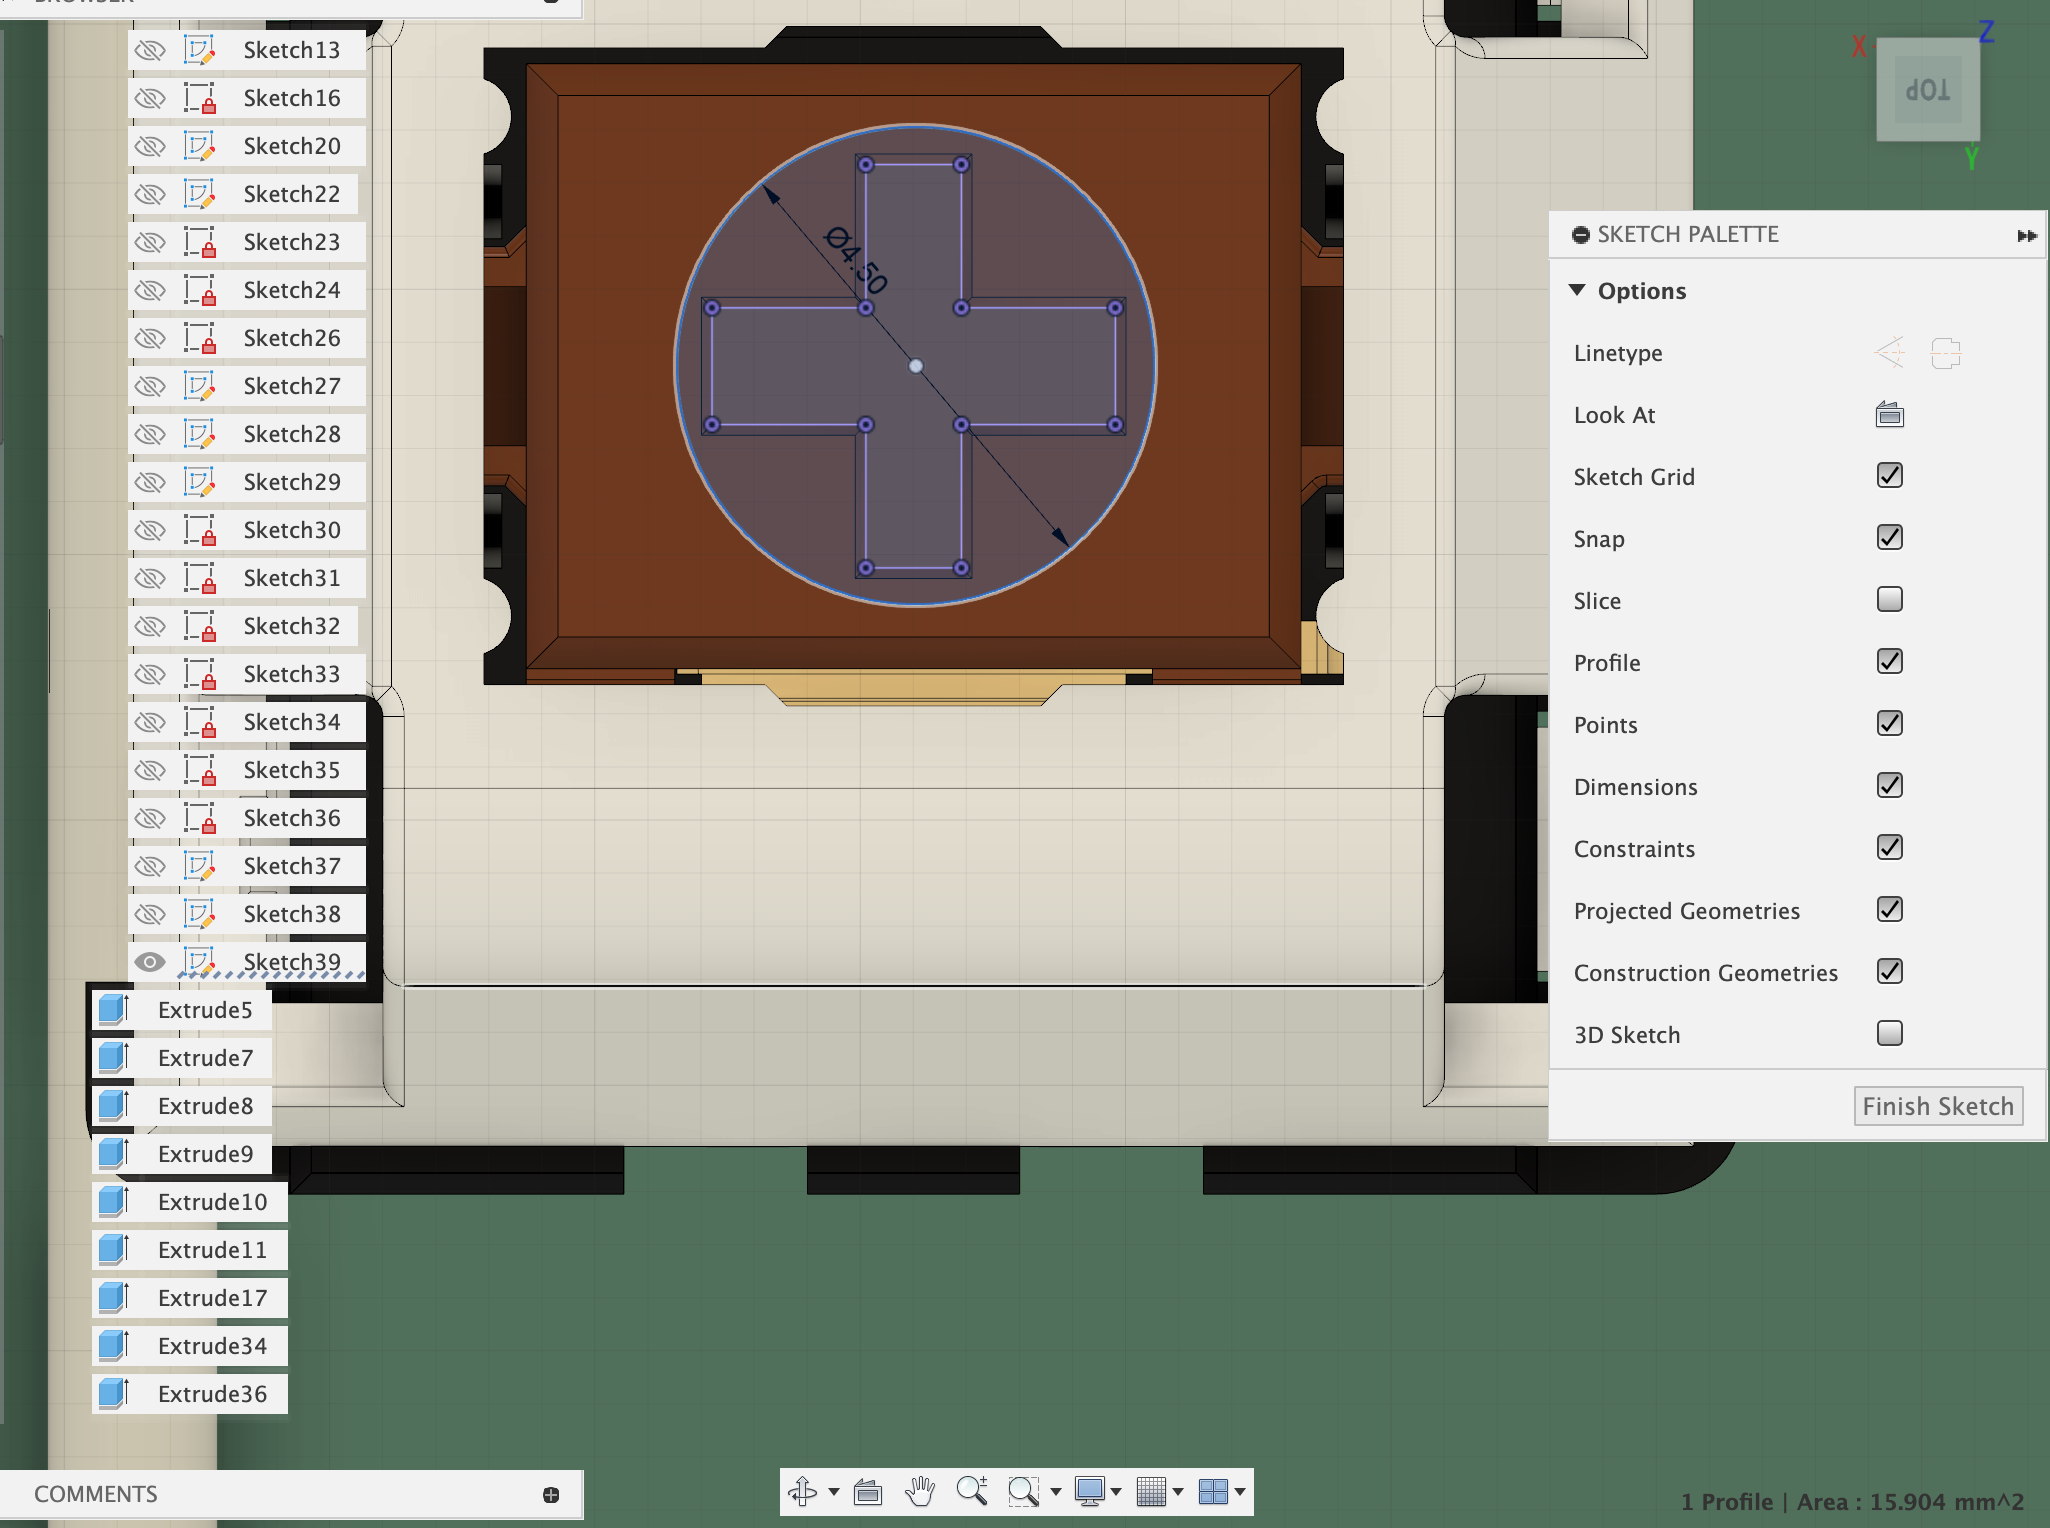 BROWSER
Sketch13
Sketch16
Sketch20
Sketch22
Sketch23
Sketch24
Sketch26
Sketch27
Sketch28
Sketch29
Sketch30
Sketch31
Sketch32
Sketch33
Sketch34
Sketch35
Sketch36
Sketch37
Sketch38
Sketch39
Extrude5
Extrude7
Extrude8
Extrude9
Extrude10
Extrude11
Extrude17
Extrude34
Extrude36
COMMENTS
Ø4.50
X
Z
TOP
Y
SKETCH PALETTE
Options
Linetype
Look At
Sketch Grid
Snap
Slice
Profile
Points
Dimensions
Constraints
Projected Geometries
Construction Geometries
3D Sketch
Finish Sketch
1 Profile | Area : 15.904 mm^2